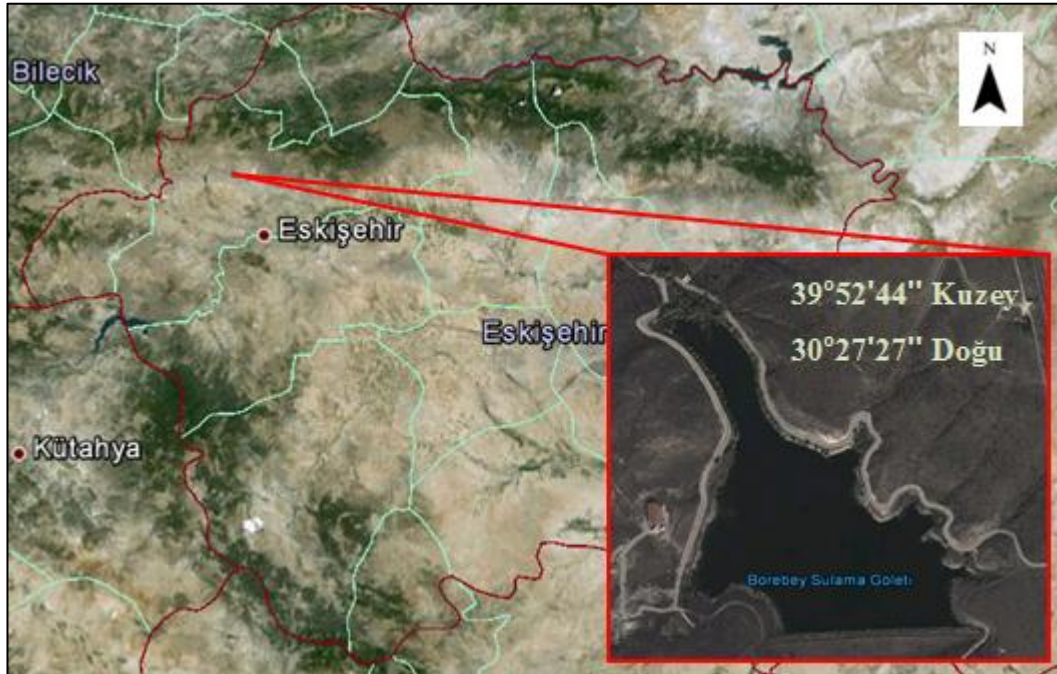 N
Bilecik
Eskişehir
Eskişehir
Kütahya
39°52'44" Kuzey
30°27'27" Doğu
Borebey Sulama Göleti